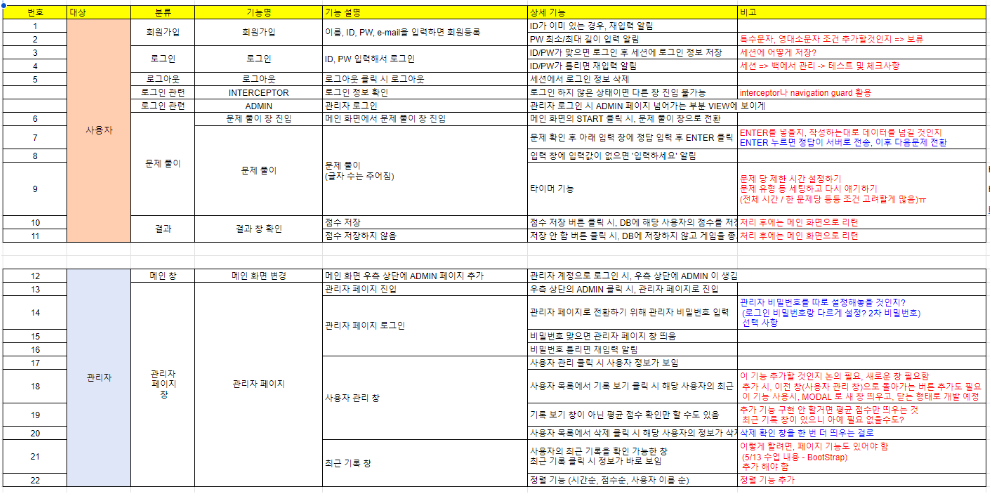 번호 대상 분류 기능명 기능 설명 상세 기능 비고
1 사용자 회원가입 회원가입 이름, ID, PW, e-mail을 입력하면 회원등록 ID가 이미 있는 경우, 재입력 알림
2 PW 최소/최대 길이 입력 알림 특수문자, 영대소문자 조건 추가할것인지 => 보류
3 로그인 로그인 ID, PW 입력해서 로그인 ID/PW가 맞으면 로그인 후 세션에 로그인 정보 저장 세션에 어떻게 저장?
4 ID/PW가 틀리면 재입력 알림 세션 => 백에서 관리 -> 테스트 및 체크사항
5 로그아웃 로그아웃 로그아웃 클릭 시 로그아웃 세션에서 로그인 정보 삭제
로그인 관련 INTERCEPTOR 로그인 정보 확인 로그인 하지 않은 상태이면 다른 창 진입 불가능 interceptor나 navigation guard 활용
로그인 관련 ADMIN 관리자 로그인 관리자 로그인 시 ADMIN 페이지 넘어가는 부분 VIEW에 보이게
6 문제 풀이 문제 풀이 창 진입 메인 화면에서 문제 풀이 창 진입 메인 화면의 START 클릭 시, 문제 풀이 창으로 전환
7 문제 풀이 문제 풀이
(글자 수는 주어짐) 문제 확인 후 아래 입력 창에 정답 입력 후 ENTER 클릭 ENTER를 넣을지, 작성하는대로 데이터를 넘길 것인지
ENTER 누르면 정답이 서버로 전송, 이후 다음문제 전환
8 입력 창에 입력값이 없으면 '입력하세요' 알림
9 타이머 기능 문제 당 제한 시간 설정하기
문제 유형 등 세팅하고 다시 얘기하기
(전체 시간 / 한 문제당 등등 조건 고려할게 많음)ㅠ
10 결과 결과 창 확인 점수 저장 점수 저장 버튼 클릭 시, DB에 해당 사용자의 점수를 저장 처리 후에는 메인 화면으로 리턴
11 점수 저장하지 않음 저장 안 함 버튼 클릭 시, DB에 저장하지 않고 게임을 종 처리 후에는 메인 화면으로 리턴
12 관리자 메인 창 메인 화면 변경 메인 화면 우측 상단에 ADMIN 페이지 추가 관리자 계정으로 로그인 시, 우측 상단에 ADMIN 이 생김
13 관리자
페이지
창 관리자 페이지 관리자 페이지 진입 우측 상단의 ADMIN 클릭 시, 관리자 페이지로 진입
14 관리자 페이지 로그인 관리자 페이지로 전환하기 위해 관리자 비밀번호 입력 관리자 비밀번호를 따로 설정해놓을 것인지?
(로그인 비밀번호랑 다르게 설정? 2차 비밀번호)
선택 사항
15 비밀번호 맞으면 관리자 페이지 창 띄움
16 비밀번호 틀리면 재입력 알림
17 사용자 관리 창 사용자 관리 클릭 시 사용자 정보가 보임
18 사용자 목록에서 기록 보기 클릭 시 해당 사용자의 최근 이 기능 추가할 것인지 논의 필요, 새로운 창 필요함
추가 시, 이전 창(사용자 관리 창)으로 돌아가는 버튼 추가도 필요
이 기능 사용시, MODAL 로 새 창 띄우고, 닫는 형태로 개발 예정
19 기록 보기 창이 아닌 평균 점수 확인만 할 수도 있음 추가 기능 구현 안 할거면 평균 점수만 띄우는 것
최근 기록 창이 있으니 아예 필요 없을수도?
20 사용자 목록에서 삭제 클릭 시 해당 사용자의 정보가 삭제 삭제 확인 창을 한 번 더 띄우는 걸로
21 최근 기록 창 사용자의 최근 기록을 확인 가능한 창
최근 기록 클릭 시 정보가 바로 보임 이렇게 할려면, 페이지 기능도 있어야 함
(5/13 수업 내용 - BootStrap)
추가 해야 함
22 정렬 기능 (시간순, 점수순, 사용자 이름 순) 정렬 기능 추가